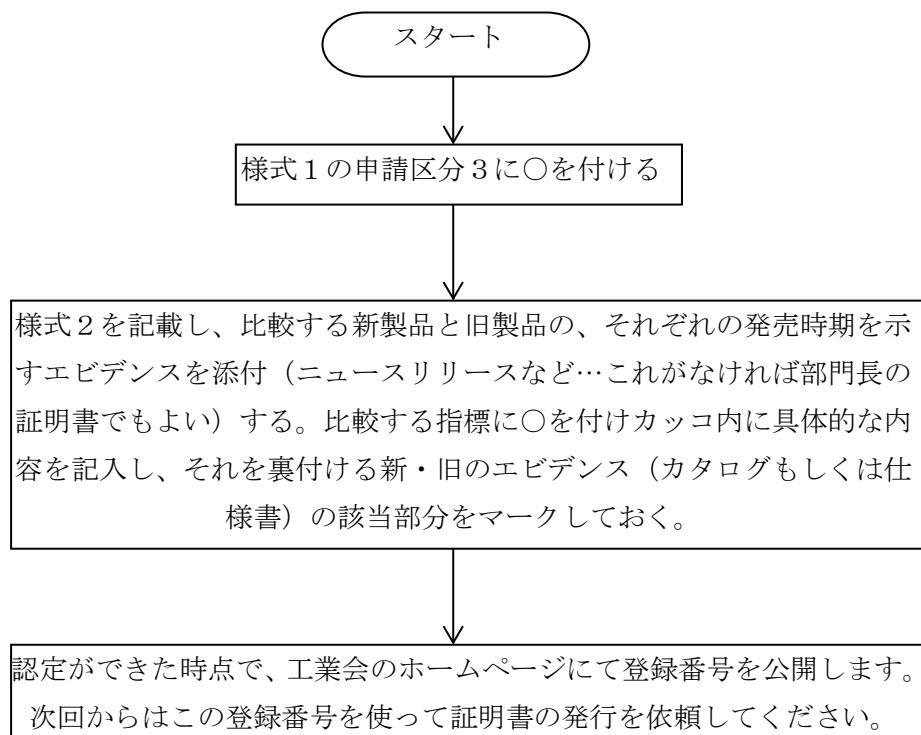 スタート
様式１の申請区分３に○を付ける
様式２を記載し、比較する新製品と旧製品の、それぞれの発売時期を示
すエビデンスを添付（ニュースリリースなど…これがなければ部門長の
証明書でもよい）する。比較する指標に○を付けカッコ内に具体的な内
容を記入し、それを裏付ける新・旧のエビデンス（カタログもしくは仕
様書）の該当部分をマークしておく。
認定ができた時点で、工業会のホームページにて登録番号を公開します。
次回からはこの登録番号を使って証明書の発行を依頼してください。